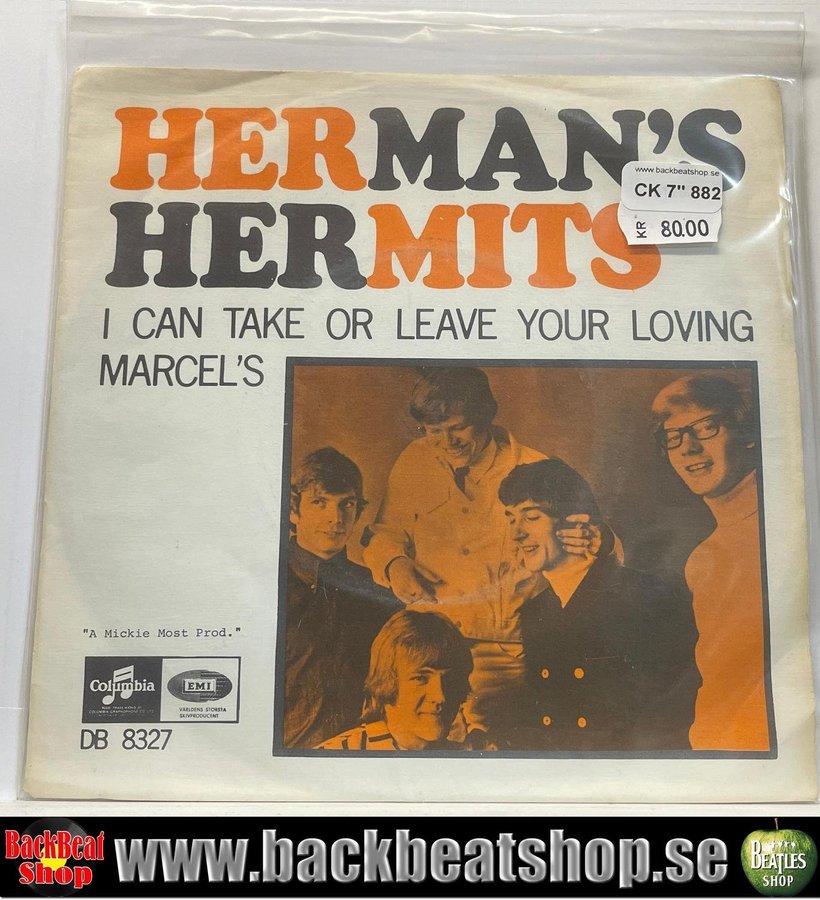 HERMAN'S
HERMITS
www.backbeatshop.se
CK 7" 882
KR 80.00
I CAN TAKE OR LEAVE YOUR LOVING
MARCEL'S
"A Mickie Most Prod."
Columbia
EMI
VÄRLDENS STÖRSTA
SKIVPRODUCENT
DB 8327
BackBeat
Shop
www.backbeatshop.se
BEATLES
SHOP